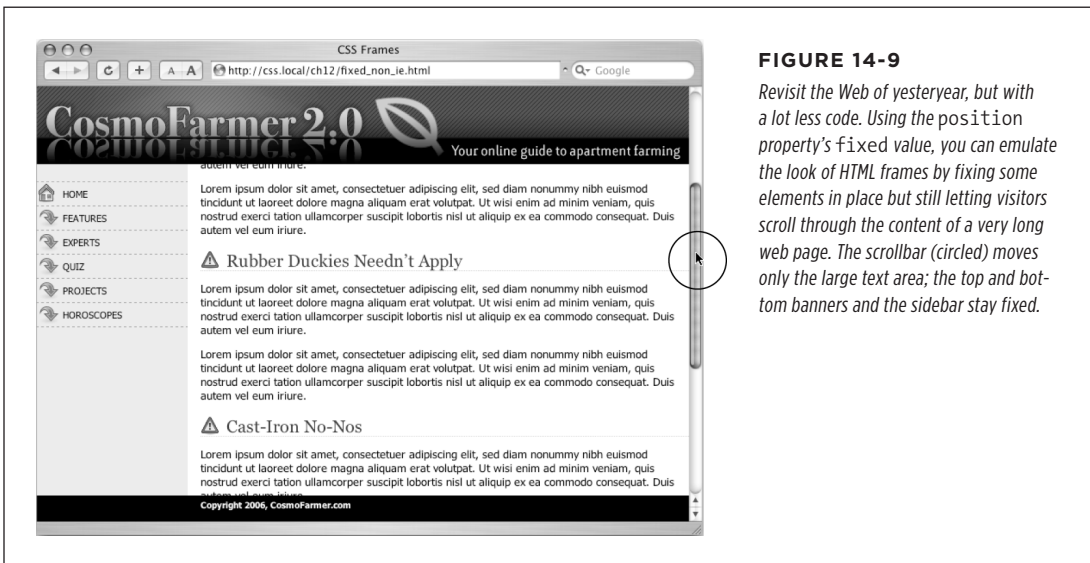 CSS Frames
A A http://css.local/ch12/fixed_non_ie.html Google
CosmoFarmer 2.0
Your online guide to apartment farming
autem vel eum iriure.
HOME
FEATURES
EXPERTS
QUIZ
PROJECTS
HOROSCOPES
Lorem ipsum dolor sit amet, consectetuer adipiscing elit, sed diam nonummy nibh euismod
tincidunt ut laoreet dolore magna aliquam erat volutpat. Ut wisi enim ad minim veniam, quis
nostrud exerci tation ullamcorper suscipit lobortis nisl ut aliquip ex ea commodo consequat. Duis
autem vel eum iriure.
Rubber Duckies Needn't Apply
Lorem ipsum dolor sit amet, consectetuer adipiscing elit, sed diam nonummy nibh euismod
tincidunt ut laoreet dolore magna aliquam erat volutpat. Ut wisi enim ad minim veniam, quis
nostrud exerci tation ullamcorper suscipit lobortis nisl ut aliquip ex ea commodo consequat. Duis
autem vel eum iriure.
Lorem ipsum dolor sit amet, consectetuer adipiscing elit, sed diam nonummy nibh euismod
tincidunt ut laoreet dolore magna aliquam erat volutpat. Ut wisi enim ad minim veniam, quis
nostrud exerci tation ullamcorper suscipit lobortis nisl ut aliquip ex ea commodo consequat. Duis
autem vel eum iriure.
Cast-Iron No-Nos
Lorem ipsum dolor sit amet, consectetuer adipiscing elit, sed diam nonummy nibh euismod
tincidunt ut laoreet dolore magna aliquam erat volutpat. Ut wisi enim ad minim veniam, quis
nostrud exerci tation ullamcorper suscipit lobortis nisl ut aliquip ex ea commodo consequat. Duis
autem vel eum iriure.
Copyright 2006, CosmoFarmer.com
FIGURE 14-9
Revisit the Web of yesteryear, but with
a lot less code. Using the position
property's fixed value, you can emulate
the look of HTML frames by fixing some
elements in place but still letting visitors
scroll through the content of a very long
web page. The scrollbar (circled) moves
only the large text area; the top and bot-
tom banners and the sidebar stay fixed.